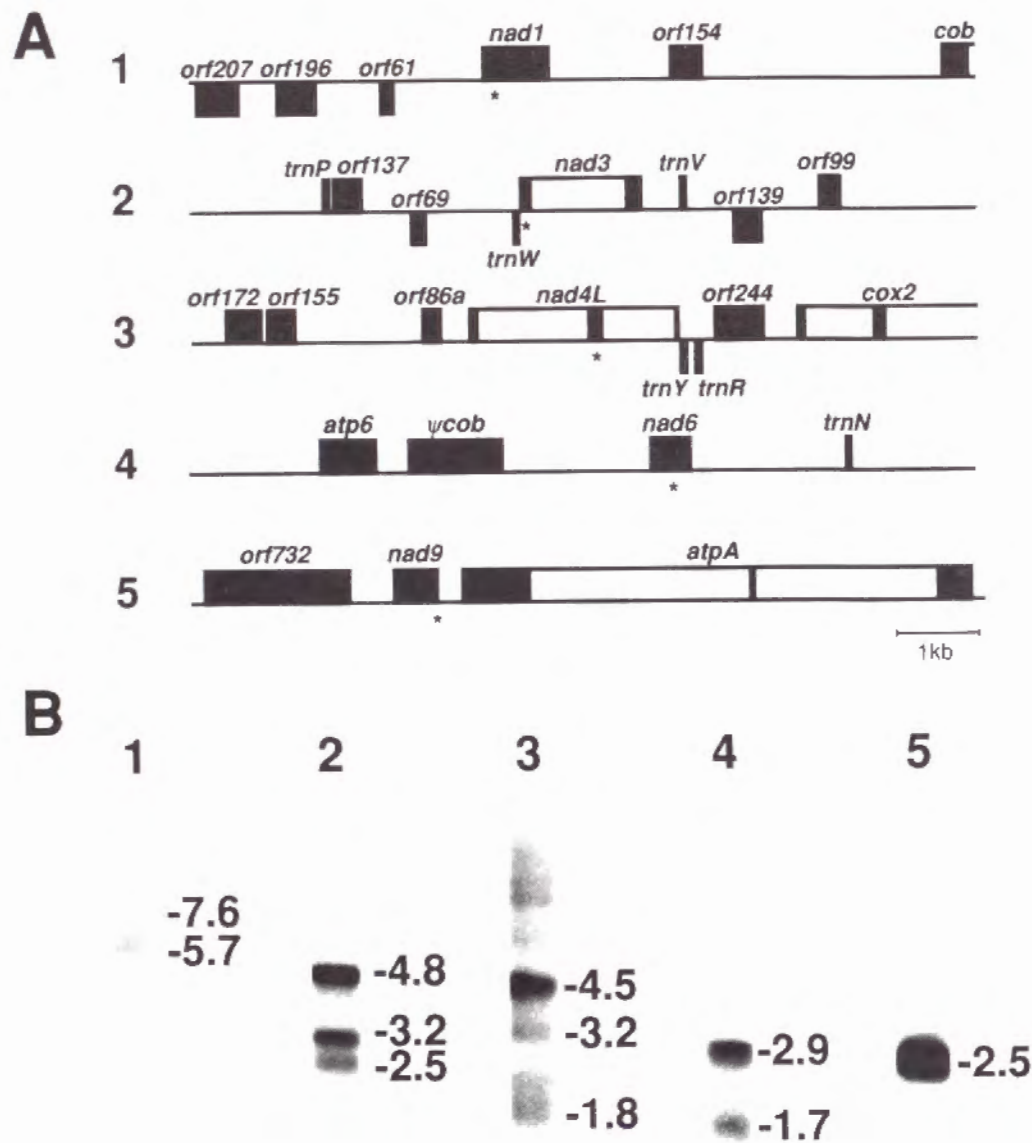 A
1
nad1
orf154
cob
orf207 orf196 orf61
*
2
trnP orf137
nad3
trnV
orf99
orf69
orf139
*
trnW
3
orf172 orf155
orf86a
nad4L
orf244
cox2
*
trnY trnR
4
atp6
ψcob
nad6
trnN
*
5
orf732
nad9
atpA
*
1kb
B
1 2 3 4 5
-7.6
-5.7
-4.8
-3.2
-2.5
-4.5
-3.2
-1.8
-2.9
-1.7
-2.5